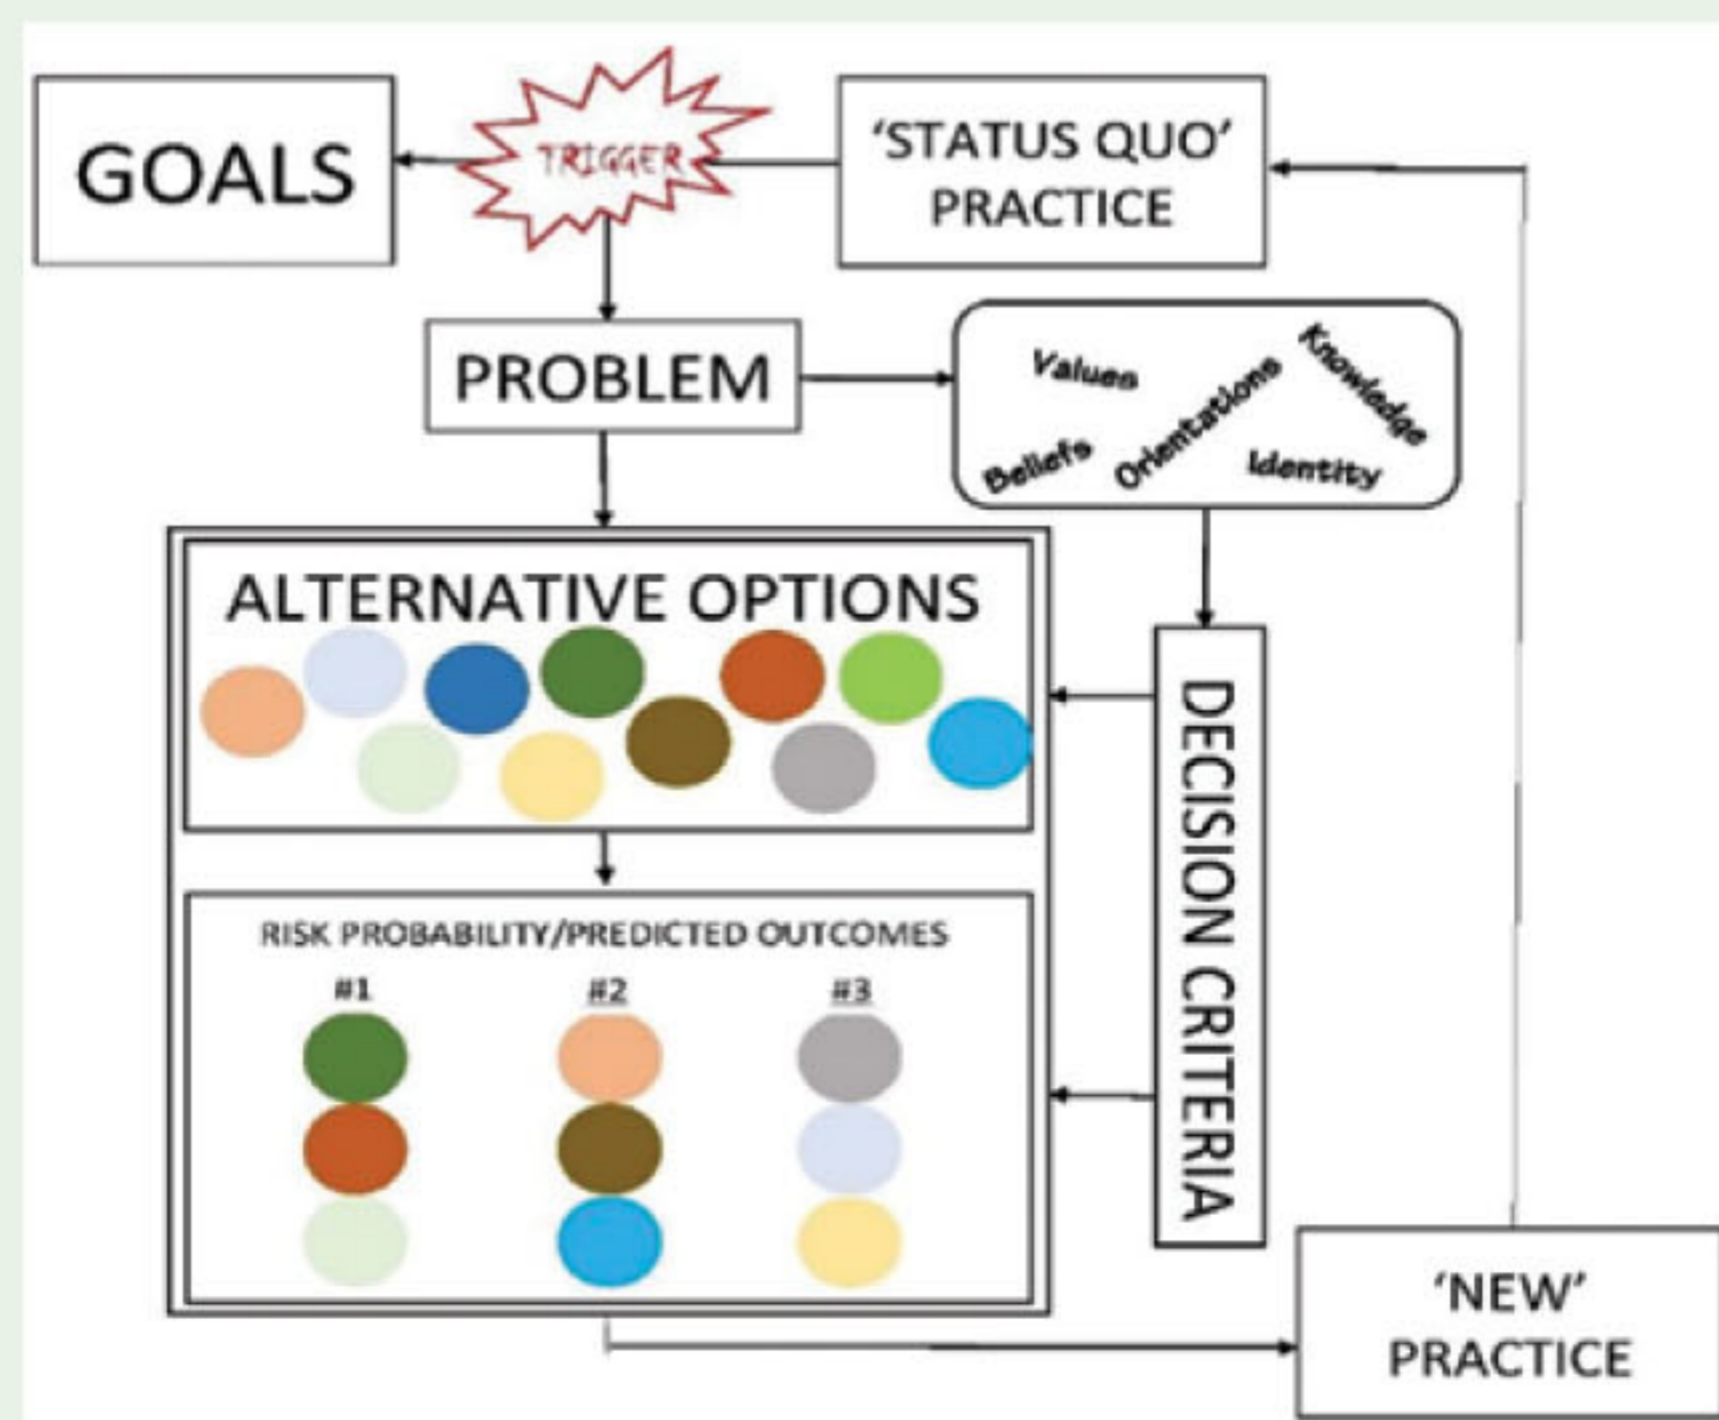 GOALS
TRIGGER
‘STATUS QUO’
PRACTICE
PROBLEM
Values
Knowledge
Orientations
Beliefs
Identity
ALTERNATIVE OPTIONS
DECISION CRITERIA
RISK PROBABILITY/PREDICTED OUTCOMES
#1 #2 #3
‘NEW’
PRACTICE